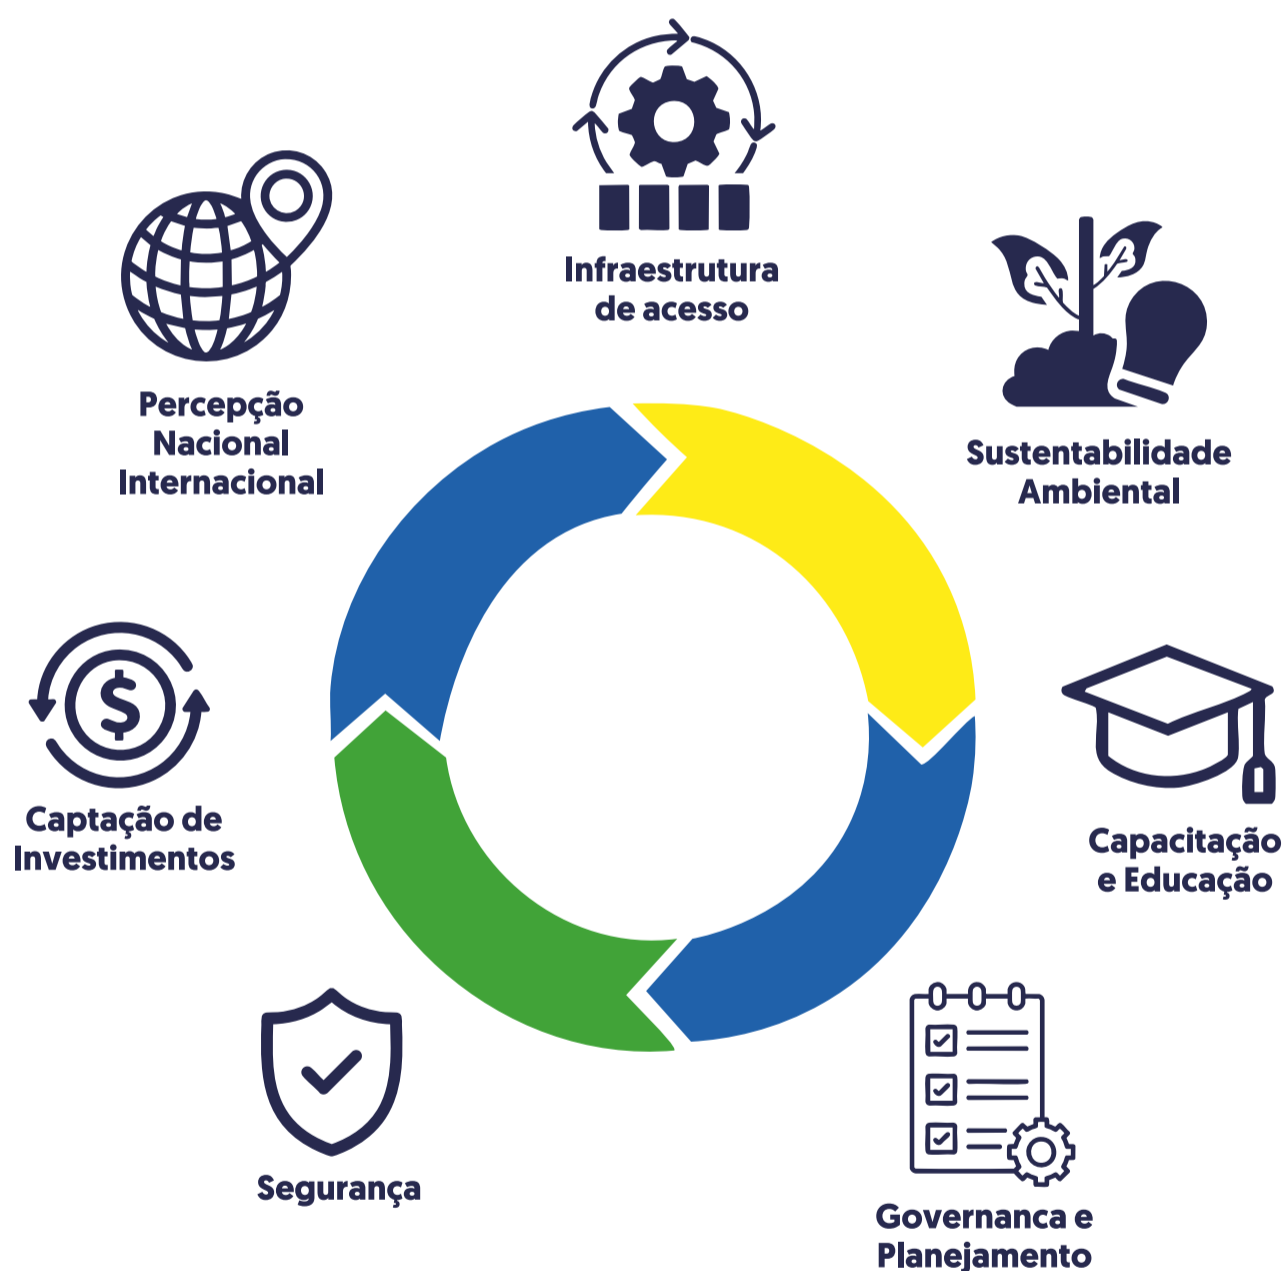 Infraestrutura
de acesso
Percepção
Nacional
Internacional
Sustentabilidade
Ambiental
Captação de
Investimentos
Capacitação
e Educação
Segurança
Governanca e
Planejamento